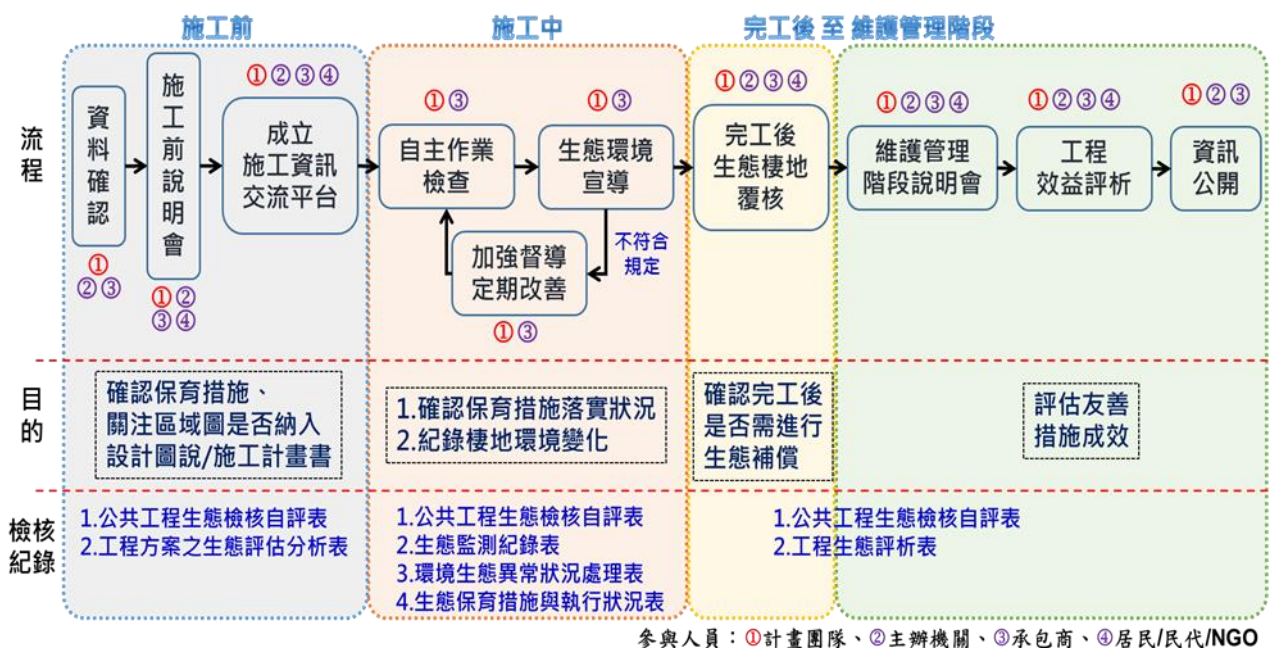 施工前
施工中
完工後 至 維護管理階段
流程
資料確認
①
②③
施工前說明會
①②
③④
①②③④
成立
施工資訊
交流平台
①③
自主作業
檢查
①③
生態環境
宣導
不符合
規定
加強督導
定期改善
①③
①②③④
完工後
生態棲地
覆核
①②③④
維護管理
階段說明會
①②③④
工程
效益評析
①②③
資訊
公開
目的
確認保育措施、
關注區域圖是否納入
設計圖說/施工計畫書
1.確認保育措施落實狀況
2.紀錄棲地環境變化
確認完工後
是否需進行
生態補償
評估友善
措施成效
檢核
紀錄
1.公共工程生態檢核自評表
2.工程方案之生態評估分析表
1.公共工程生態檢核自評表
2.生態監測紀錄表
3.環境生態異常狀況處理表
4.生態保育措施與執行狀況表
1.公共工程生態檢核自評表
2.工程生態評析表
參與人員：①計畫團隊、②主辦機關、③承包商、④居民/民代/NGO